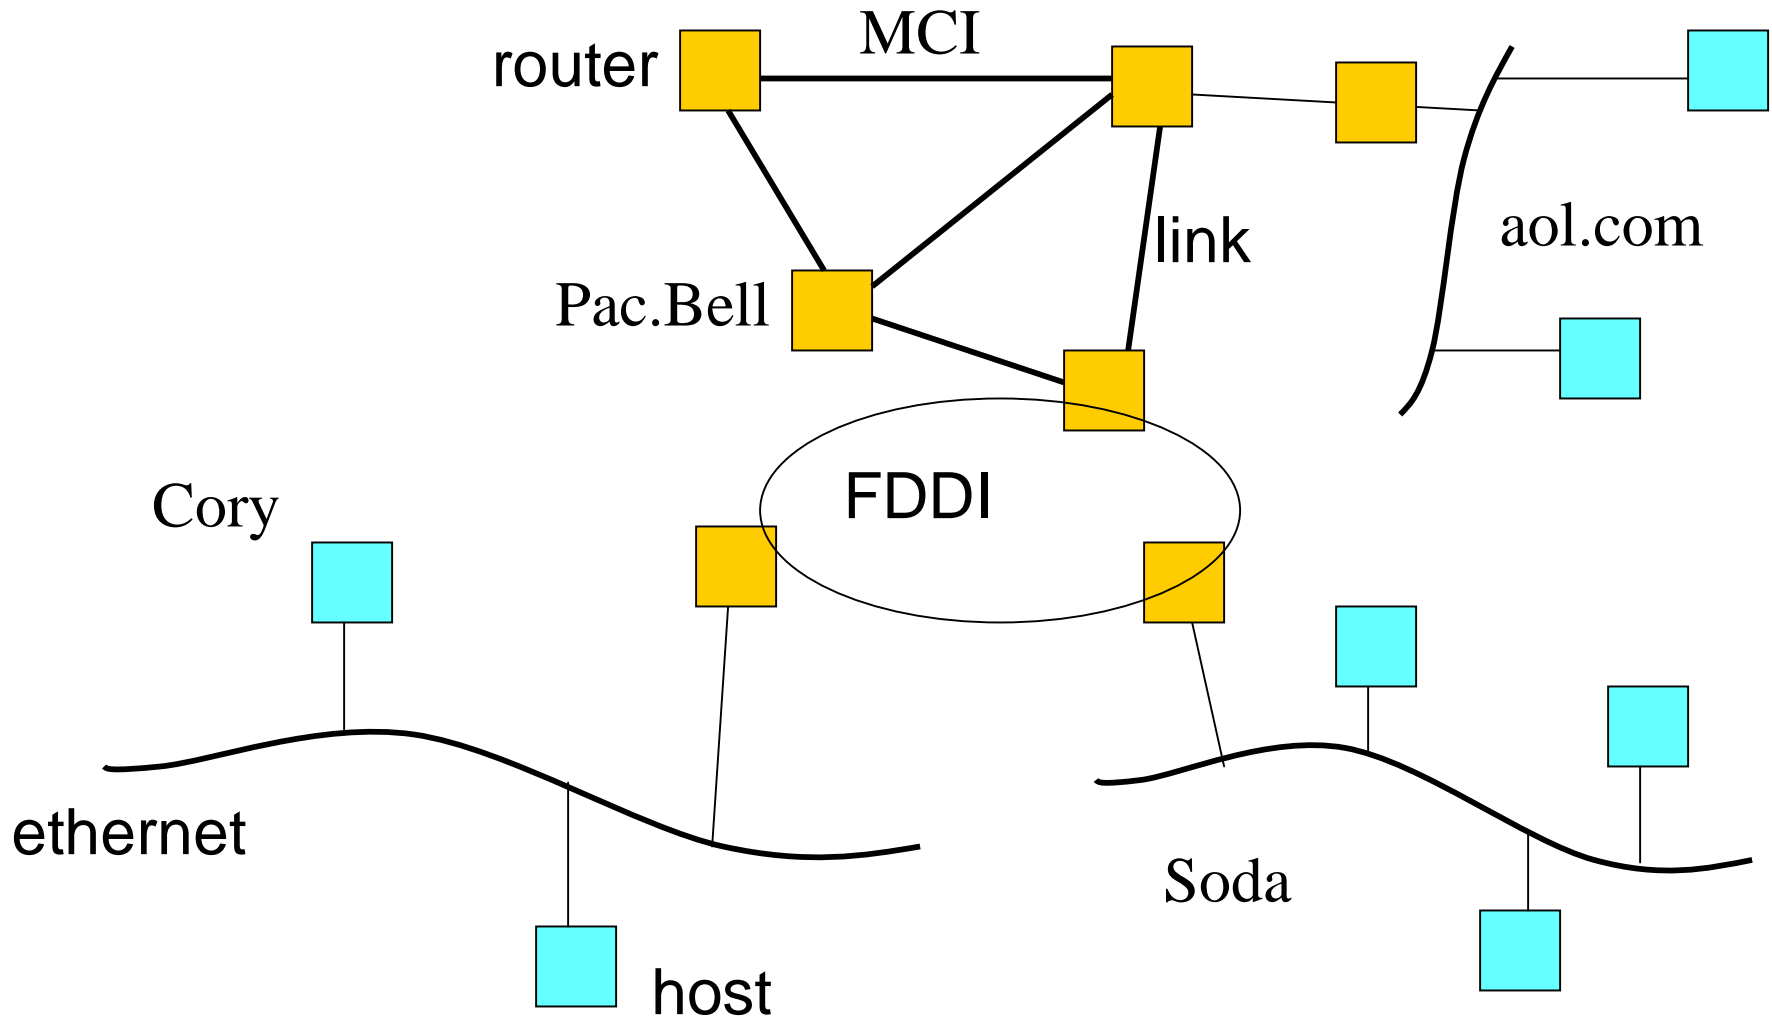 MCI
router
aol.com
link
Pac.Bell
FDDI
Cory
ethernet
Soda
host